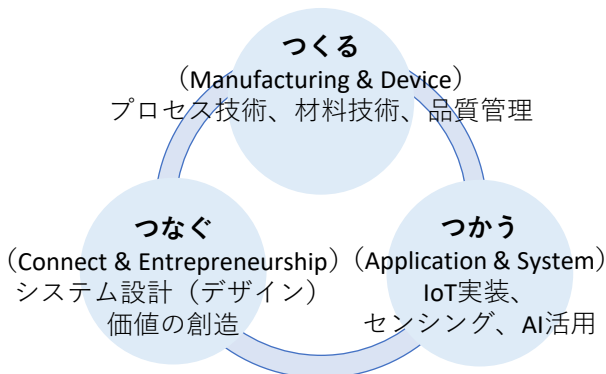 つくる
（Manufacturing & Device）
プロセス技術、材料技術、品質管理
つなぐ
（Connect & Entrepreneurship）
システム設計（デザイン）
価値の創造
つかう
（Application & System）
IoT実装、
センシング、AI活用